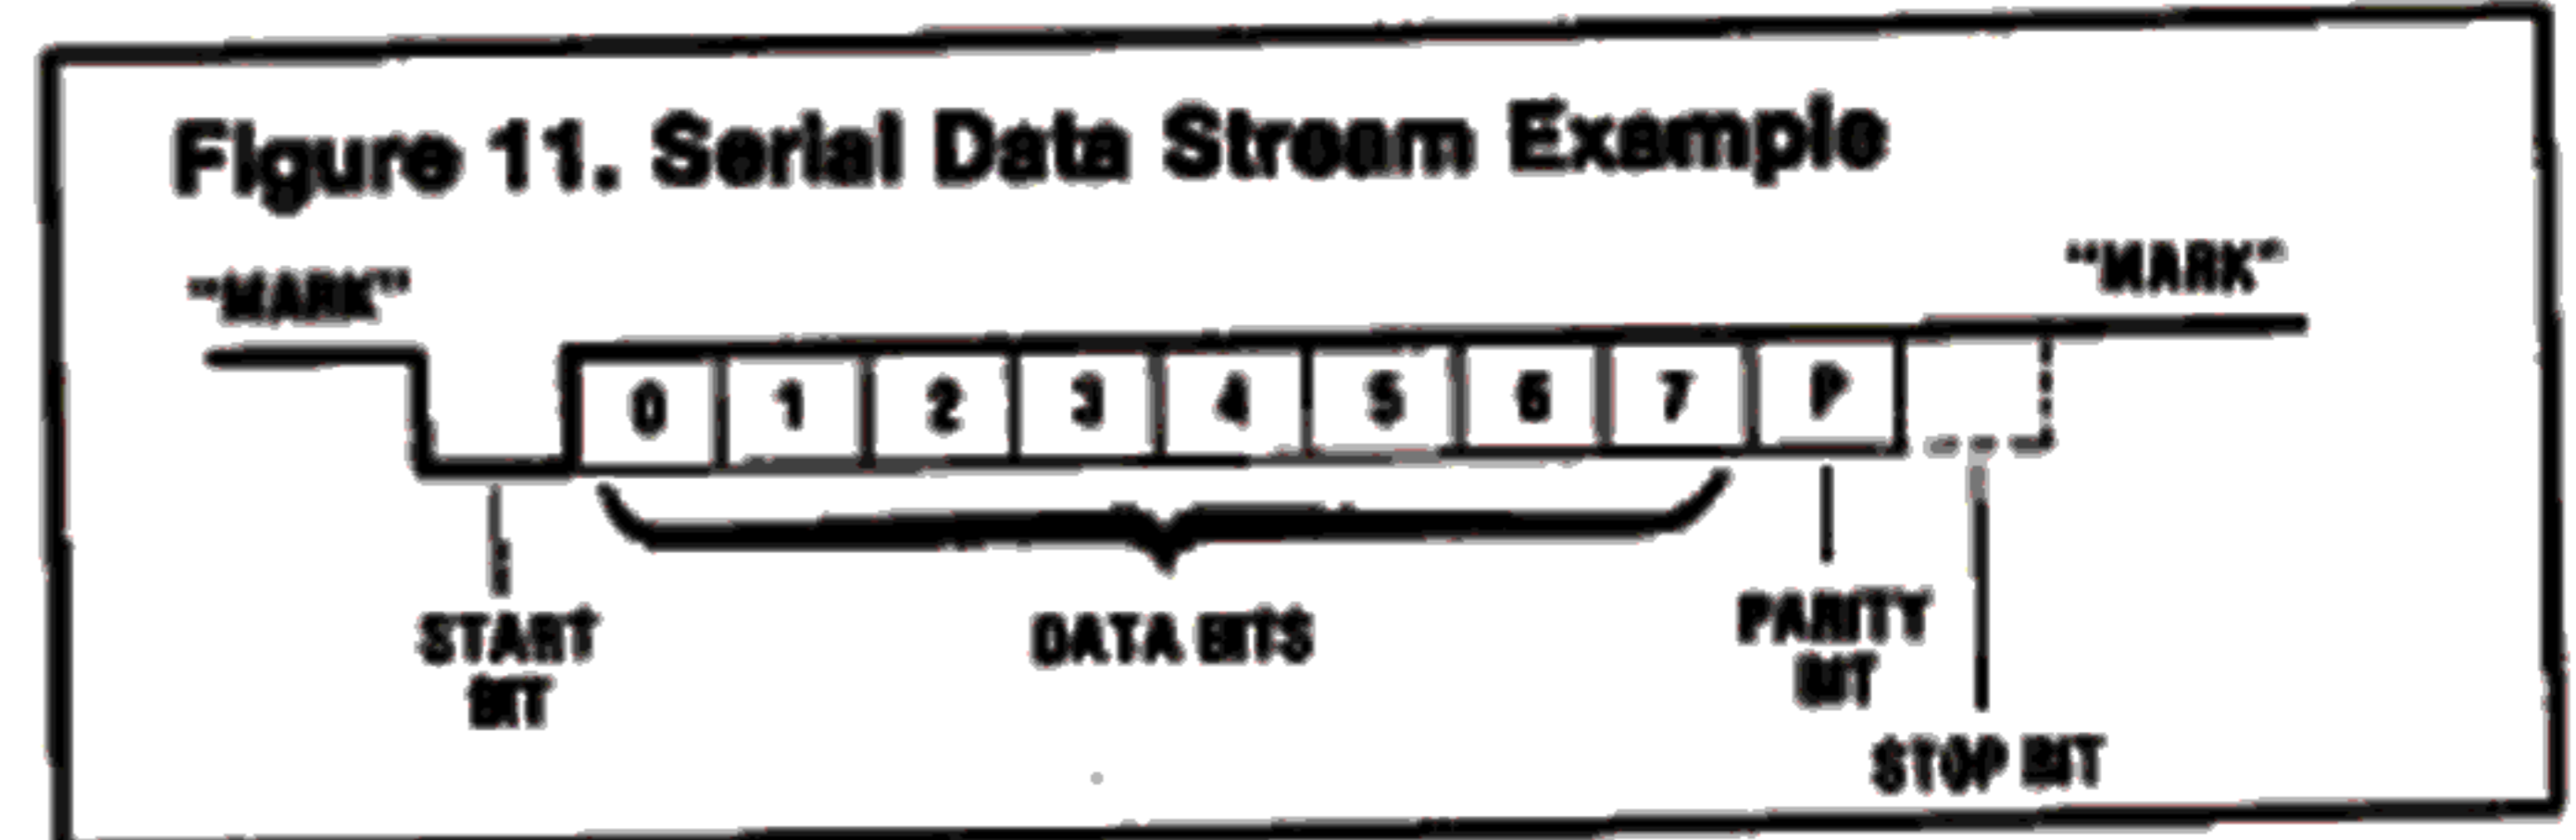 Figure 11. Serial Data Stream Example
"MARK"
"MARK"
0 1 2 3 4 5 6 7 P
START
BIT
DATA BITS
PARITY
BIT
STOP BIT